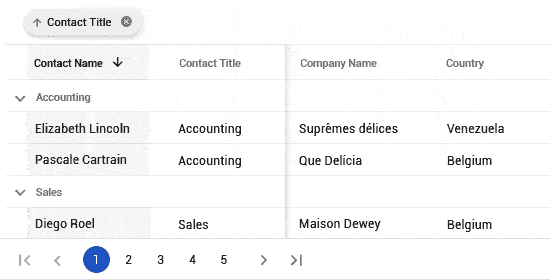 Contact Title
Contact Name Contact Title Company Name Country
Accounting
Elizabeth Lincoln Accounting Suprêmes délices Venezuela
Pascale Cartrain Accounting Que Delícia Belgium
Sales
Diego Roel Sales Maison Dewey Belgium
1 2 3 4 5